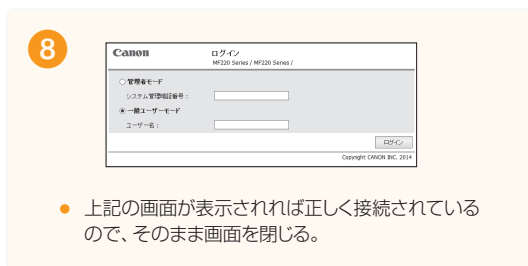 8
Canon
ログイン
MF220 Series / MF220 Series /
管理者モード
システム管理暗証番号：
一般ユーザーモード
ユーザー名：
ログイン
Copyright CANON INC. 2014
● 上記の画面が表示されれば正しく接続されている
ので、そのまま画面を閉じる。